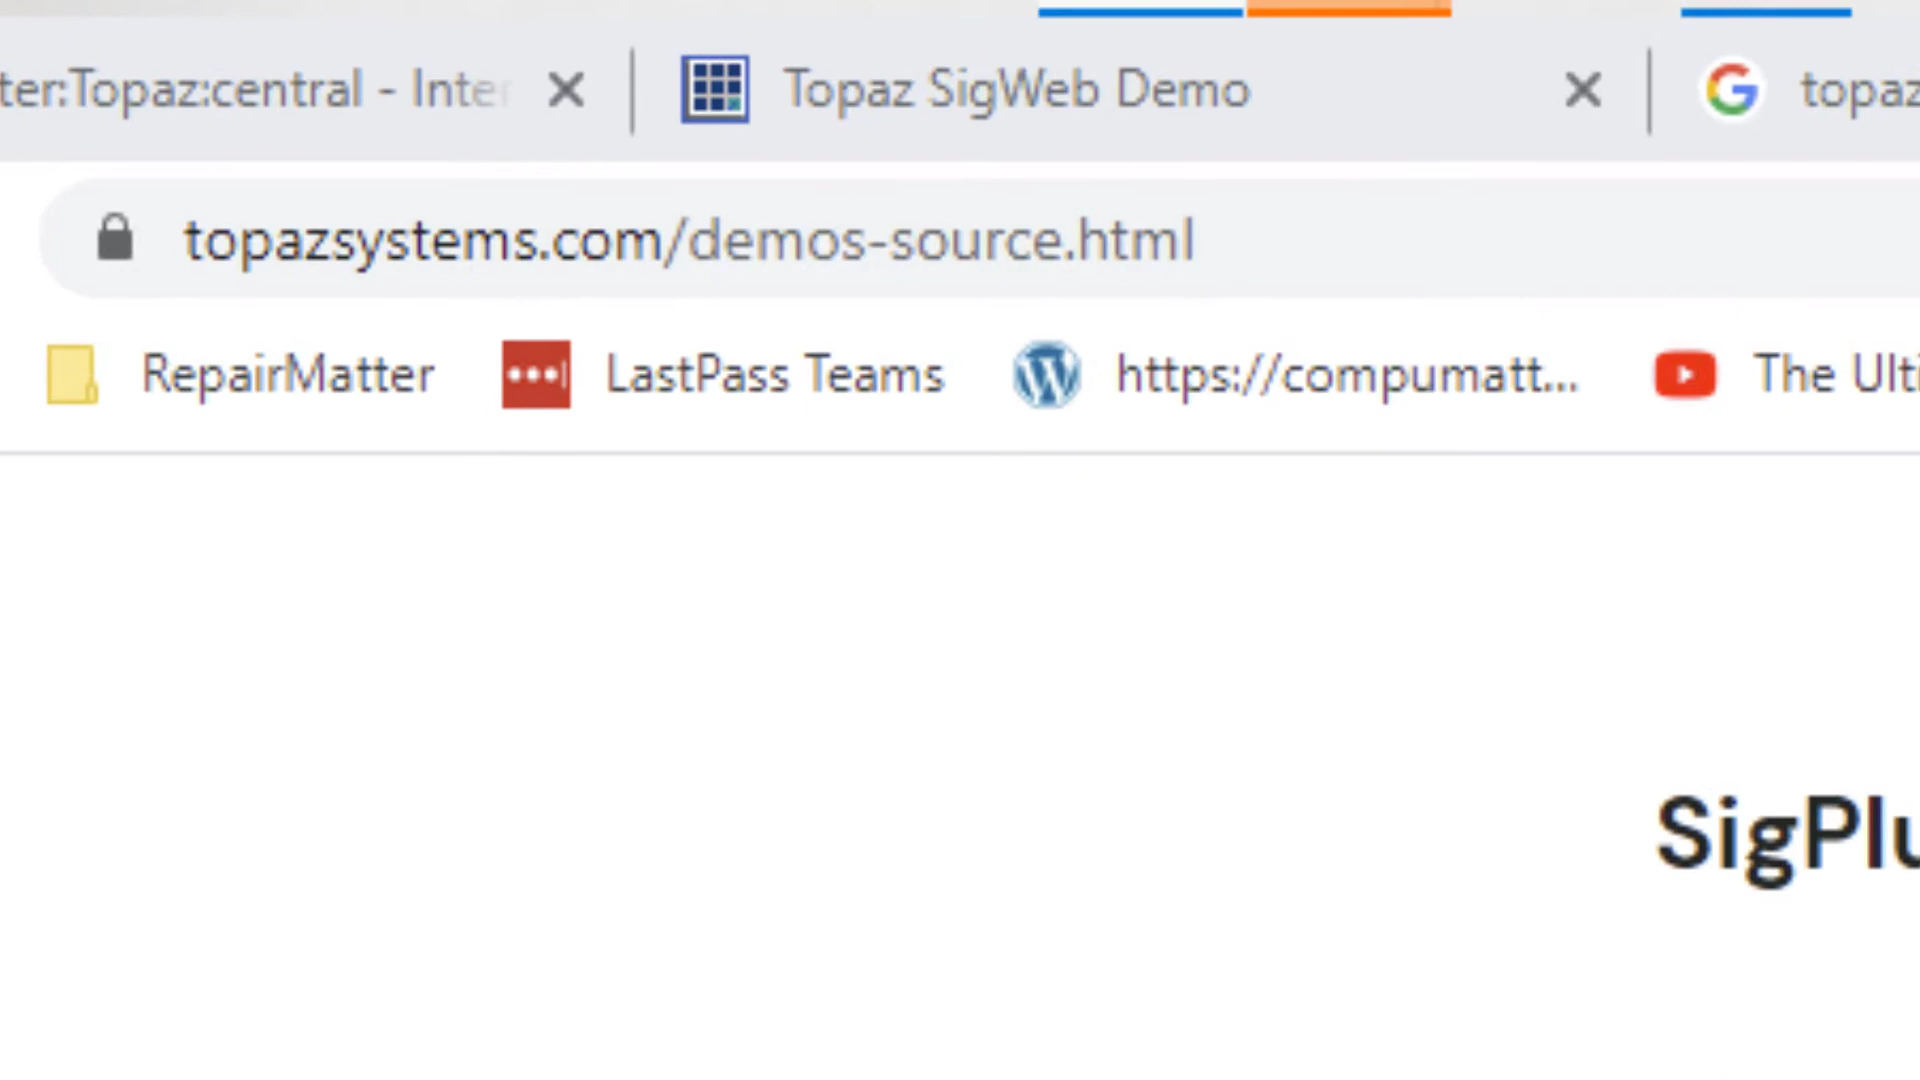 ter:Topaz:central - Inter
Topaz SigWeb Demo
topaz
topazsystems.com/demos-source.html
RepairMatter
LastPass Teams
https://compumatt...
The Ulti
SigPlu